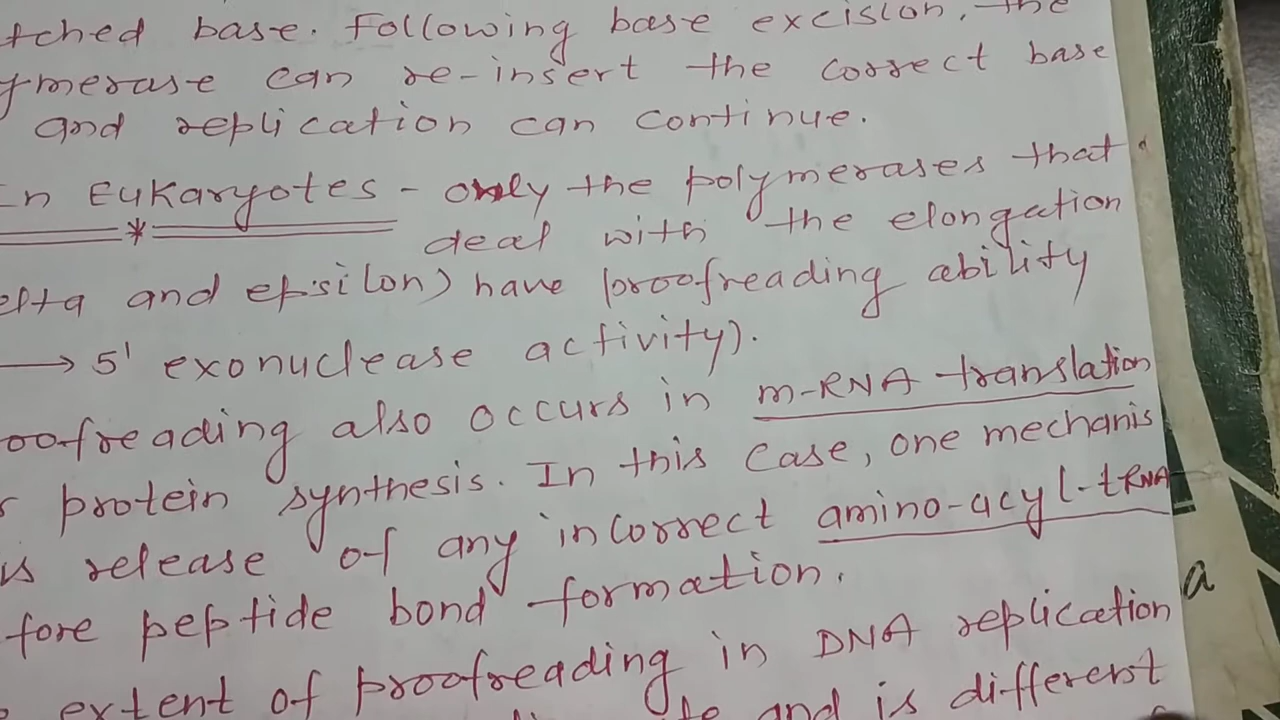 tched base. Following base excision, the
ymerase can re-insert the correct base
and replication can continue.
In Eukaryotes - only the polymerases that
deal with the elongation
elta and epsilon) have (proofreading ability
→ 5' exonuclease activity).
oofreading also occurs in m-RNA translation
r protein synthesis. In this case, one mechanis
is release of any incorrect amino-acyl-tRNA
fore peptide bond formation.
extent of proofreading in DNA replication
and is different
a